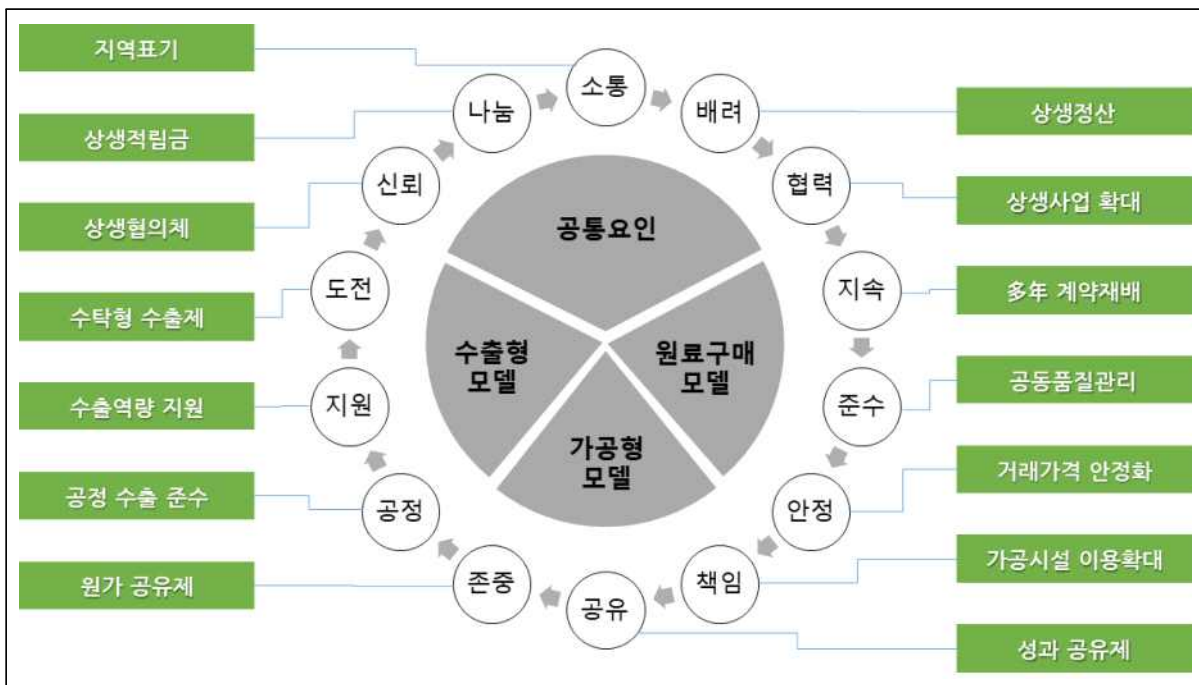 지역표기
상생적립금
상생협의체
수탁형 수출제
수출역량 지원
공정 수출 준수
원가 공유제
소통
배려
협력
지속
준수
안정
책임
공유
존중
공정
지원
도전
신뢰
나눔
공통요인
원료구매
모델
가공형
모델
수출형
모델
상생정산
상생사업 확대
多年 계약재배
공동품질관리
거래가격 안정화
가공시설 이용확대
성과 공유제